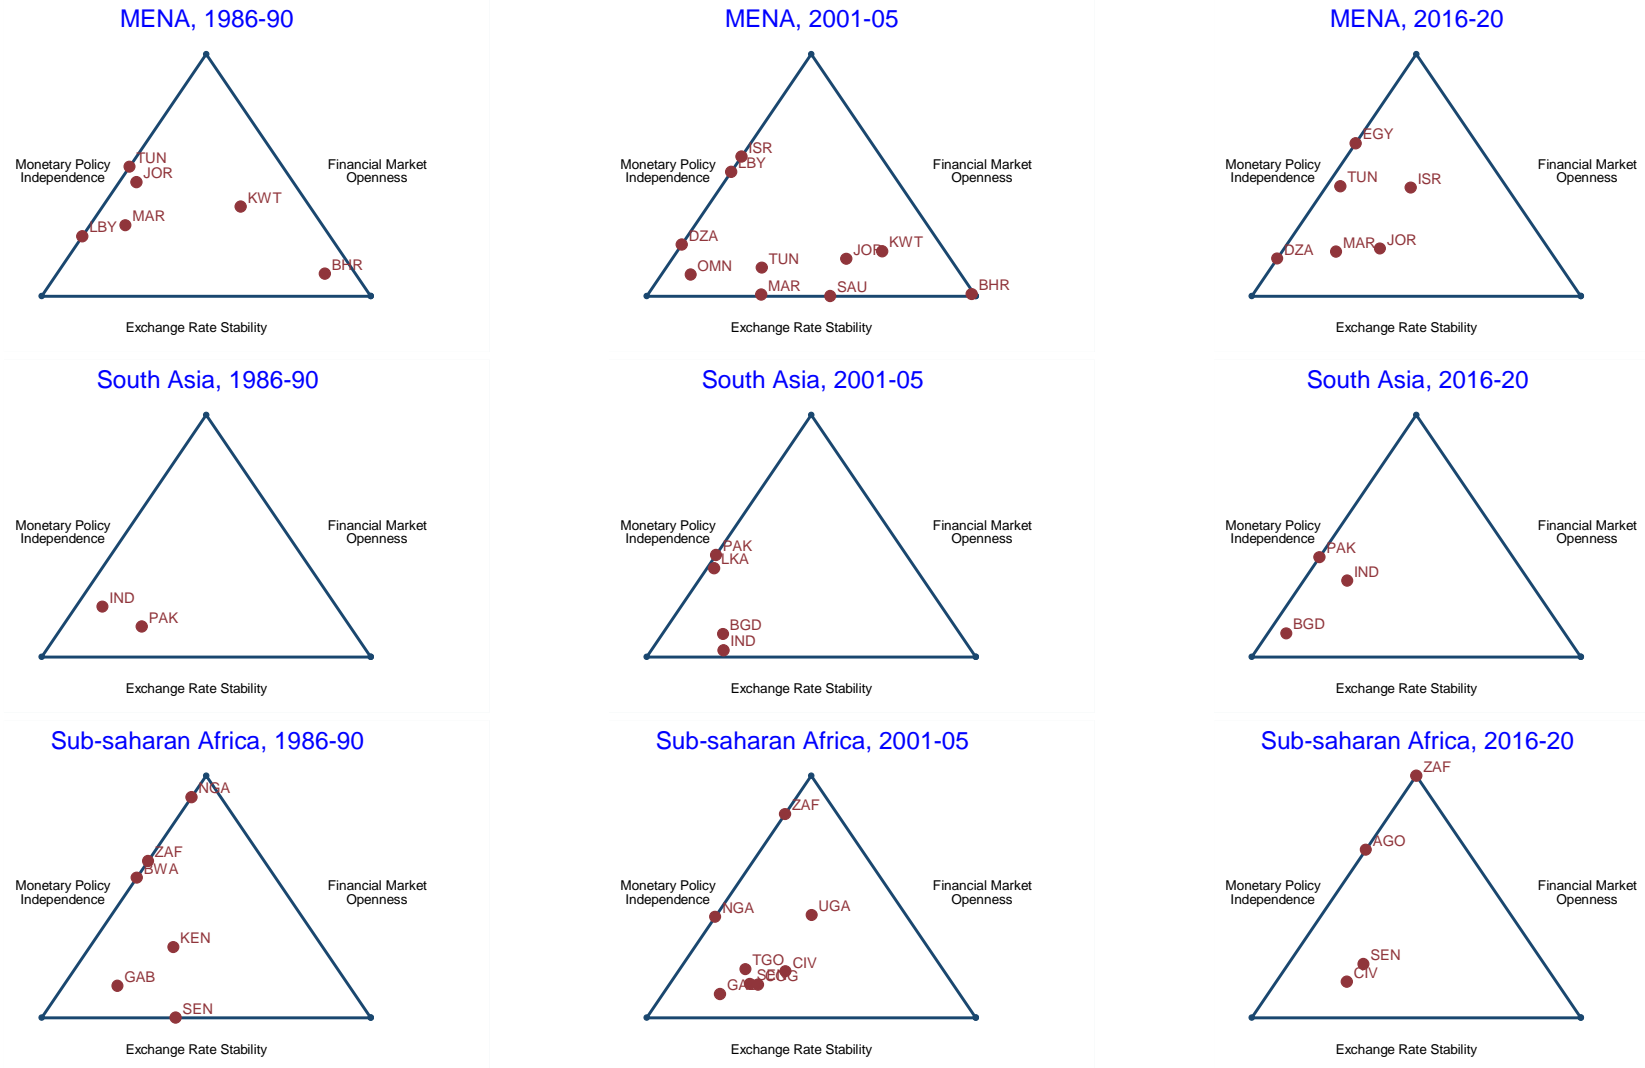 MENA, 1986-90
TUN
JOR
KWT
MAR
LBY
BHR
Monetary Policy
Independence
Financial Market
Openness
Exchange Rate Stability
MENA, 2001-05
ISR
LBY
DZA
KWT
JOR
TUN
OMN
MAR
SAU
BHR
Monetary Policy
Independence
Financial Market
Openness
Exchange Rate Stability
MENA, 2016-20
EGY
TUN
ISR
DZA
MAR
JOR
Monetary Policy
Independence
Financial Market
Openness
Exchange Rate Stability
South Asia, 1986-90
Monetary Policy
Independence
Financial Market
Openness
IND
PAK
Exchange Rate Stability
South Asia, 2001-05
Monetary Policy
Independence
Financial Market
Openness
PAK
LKA
BGD
IND
Exchange Rate Stability
South Asia, 2016-20
Monetary Policy
Independence
Financial Market
Openness
PAK
IND
BGD
Exchange Rate Stability
Sub-saharan Africa, 1986-90
NGA
ZAF
BWA
Monetary Policy
Independence
Financial Market
Openness
KEN
GAB
SEN
Exchange Rate Stability
Sub-saharan Africa, 2001-05
ZAF
Monetary Policy
Independence
Financial Market
Openness
NGA
UGA
TGO
CIV
SEN
COG
GAB
Exchange Rate Stability
Sub-saharan Africa, 2016-20
ZAF
AGO
Monetary Policy
Independence
Financial Market
Openness
SEN
CIV
Exchange Rate Stability